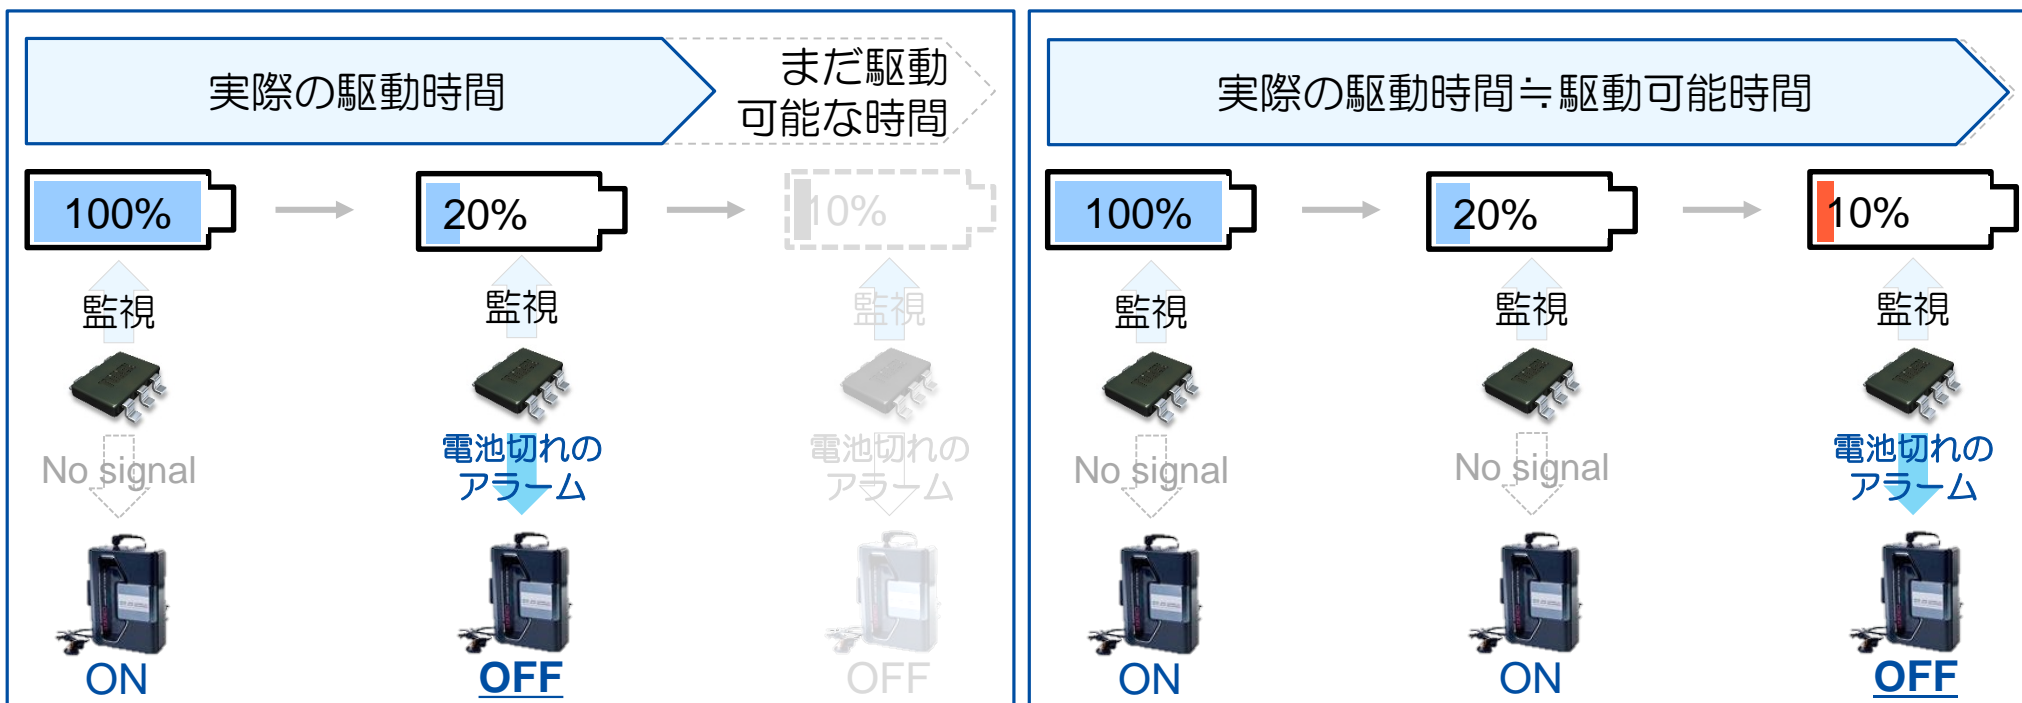 実際の駆動時間
まだ駆動
可能な時間
100%
20%
10%
監視
監視
監視
No signal
電池切れの
アラーム
電池切れの
アラーム
ON
OFF
OFF
実際の駆動時間≒駆動可能時間
100%
20%
10%
監視
監視
監視
No signal
No signal
電池切れの
アラーム
ON
ON
OFF